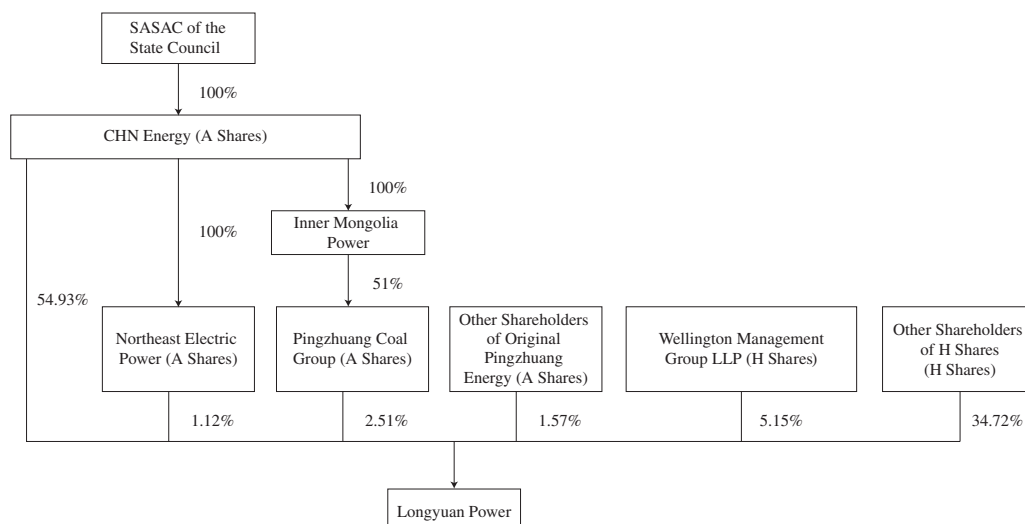 SASAC of the
State Council
100%
CHN Energy (A Shares)
100%
Inner Mongolia
Power
100%
51%
54.93%
Northeast Electric
Power (A Shares)
Pingzhuang Coal
Group (A Shares)
Other Shareholders
of Original
Pingzhuang
Energy (A Shares)
Wellington Management
Group LLP (H Shares)
Other Shareholders
of H Shares
(H Shares)
1.12%
2.51%
1.57%
5.15%
34.72%
Longyuan Power